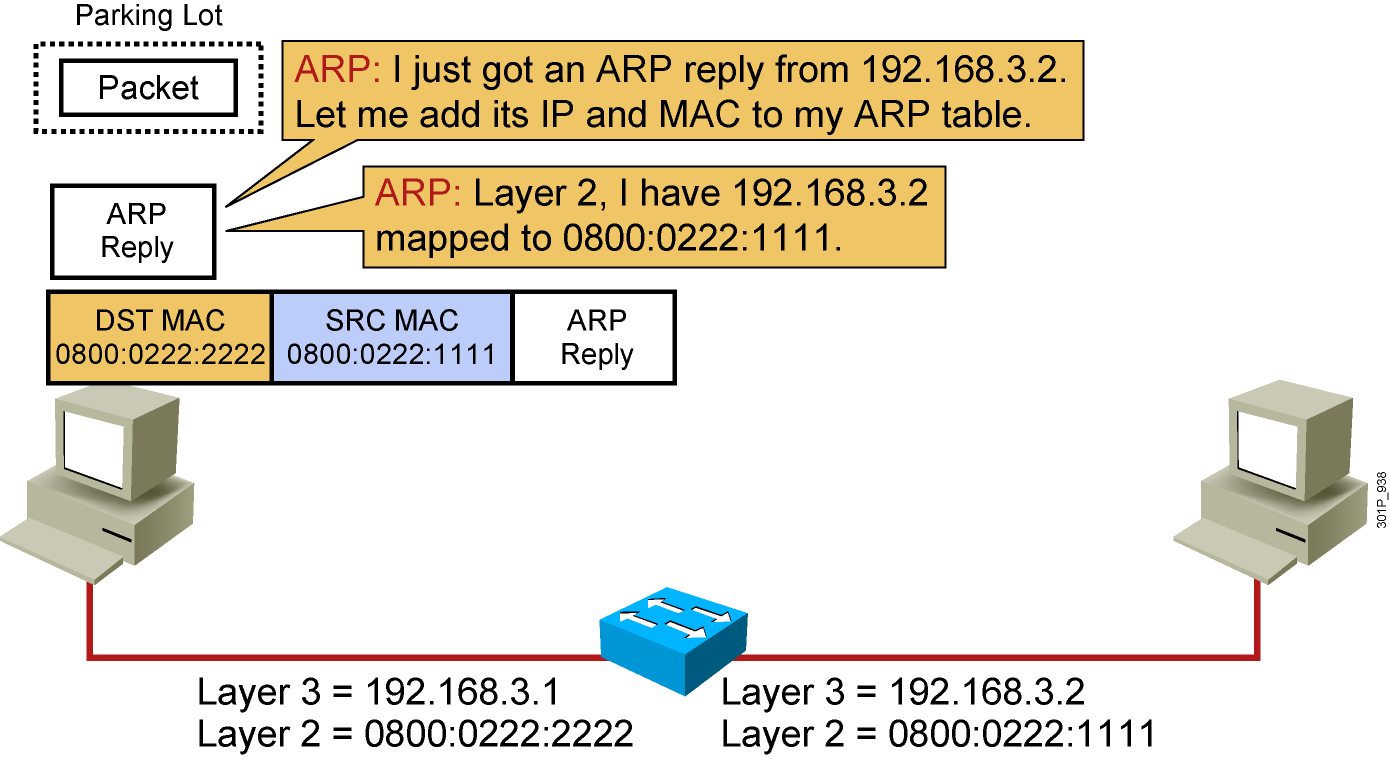 Parking Lot
Packet
ARP: I just got an ARP reply from 192.168.3.2.
Let me add its IP and MAC to my ARP table.
ARP: Layer 2, I have 192.168.3.2
mapped to 0800:0222:1111.
ARP
Reply
DST MAC
0800:0222:2222
SRC MAC
0800:0222:1111
ARP
Reply
301P_938
Layer 3 = 192.168.3.1
Layer 2 = 0800:0222:2222
Layer 3 = 192.168.3.2
Layer 2 = 0800:0222:1111